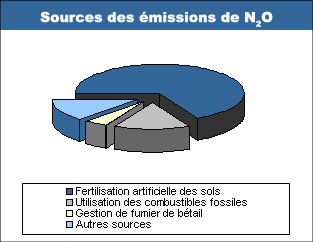 Sources des émissions de N₂O
Fertilisation artificielle des sols
Utilisation des combustibles fossiles
Gestion de fumier de bétail
Autres sources